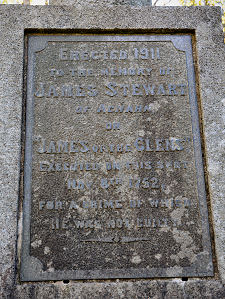 ERECTED 1911
TO THE MEMORY OF
JAMES STEWART
OF ACHARN
OR
JAMES OF THE GLEN
EXECUTED ON THIS SPOT
NOV 8TH 1752
FOR A CRIME OF WHICH
HE WAS NOT GUILTY